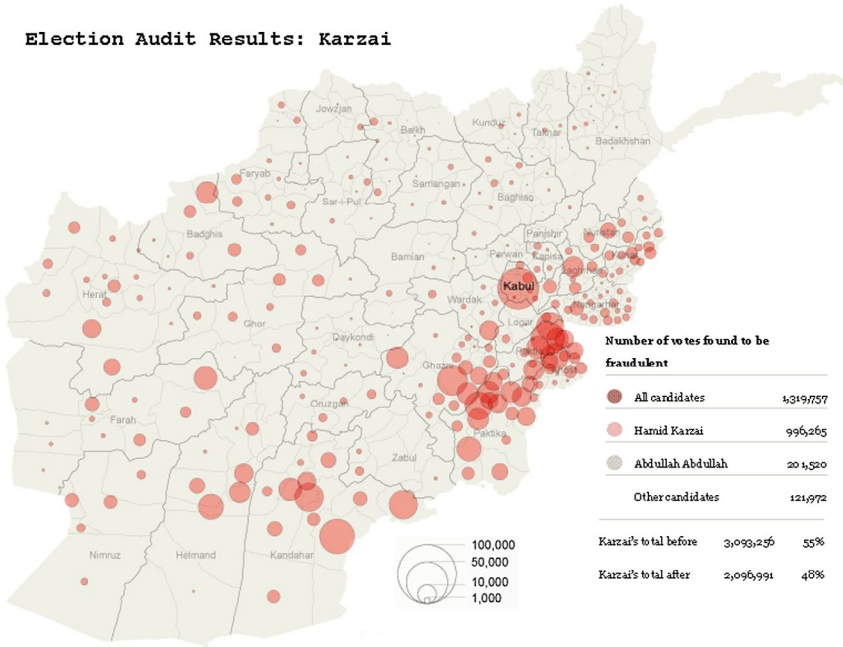 Election Audit Results: Karzai
Jowzjan
Balkh
Kunduz
Takhar
Badakhshan
Faryab
Sar-i-Pul
Samangan
Baghlan
Badghis
Panjshir
Nuristan
Bamian
Parwan
Kapisa
Kunar
Laghman
Kabul
Herat
Wardak
Nangarhar
Ghor
Logar
Daykondi
Paktia
Ghazni
Khost
Oruzgan
Farah
Paktika
Zabul
Nimruz
Helmand
Kandahar
100,000
50,000
10,000
1,000
Number of votes found to be
fraudulent
All candidates 1,319,757
Hamid Karzai 996,265
Abdullah Abdullah 201,520
Other candidates 121,972
Karzai's total before 3,093,256 55%
Karzai's total after 2,096,991 48%